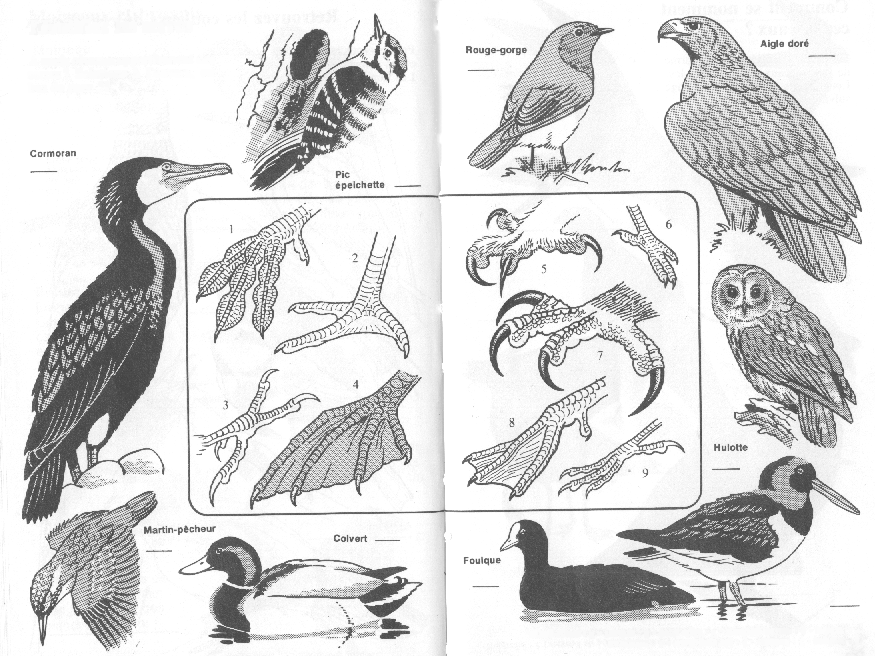 Rouge-gorge
Aigle doré
Cormoran
Pic
épeichette
1
2
3
4
5
6
7
8
9
Hulotte
Martin-pêcheur
Colvert
Foulque